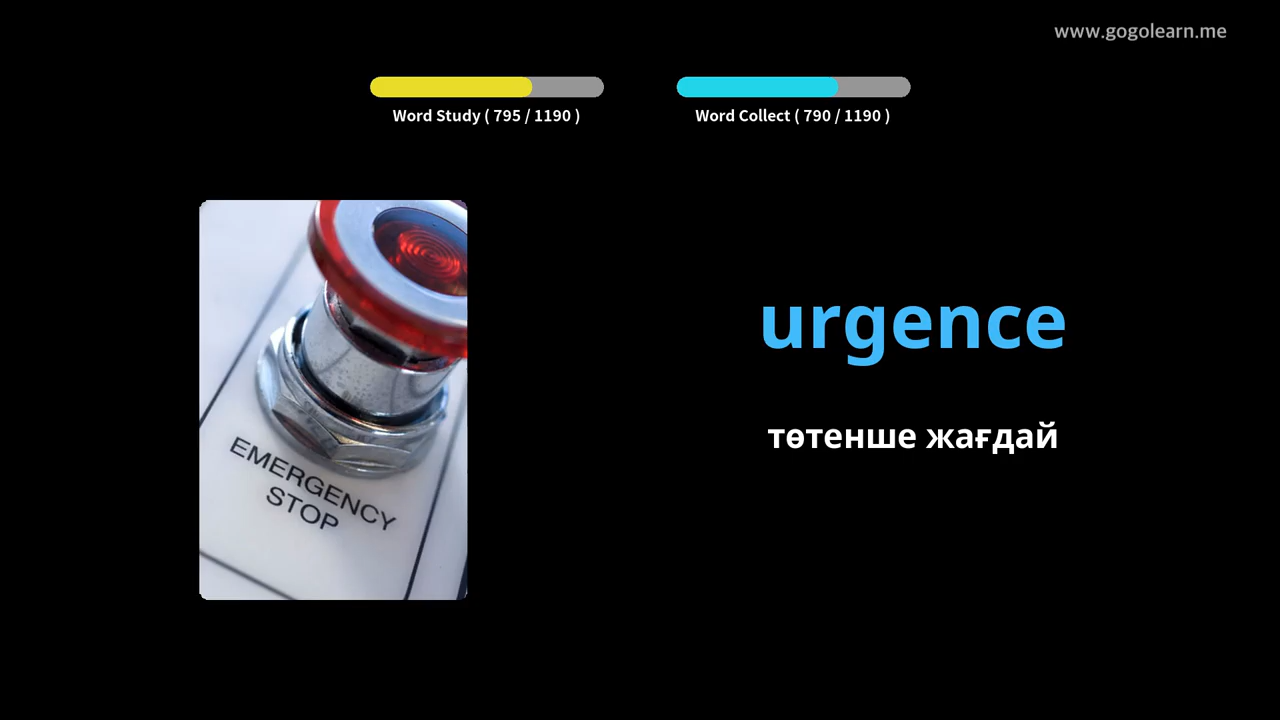 www.gogolearn.me
Word Study ( 795 / 1190 )
Word Collect ( 790 / 1190 )
EMERGENCY
STOP
urgence
төтенше жағдай